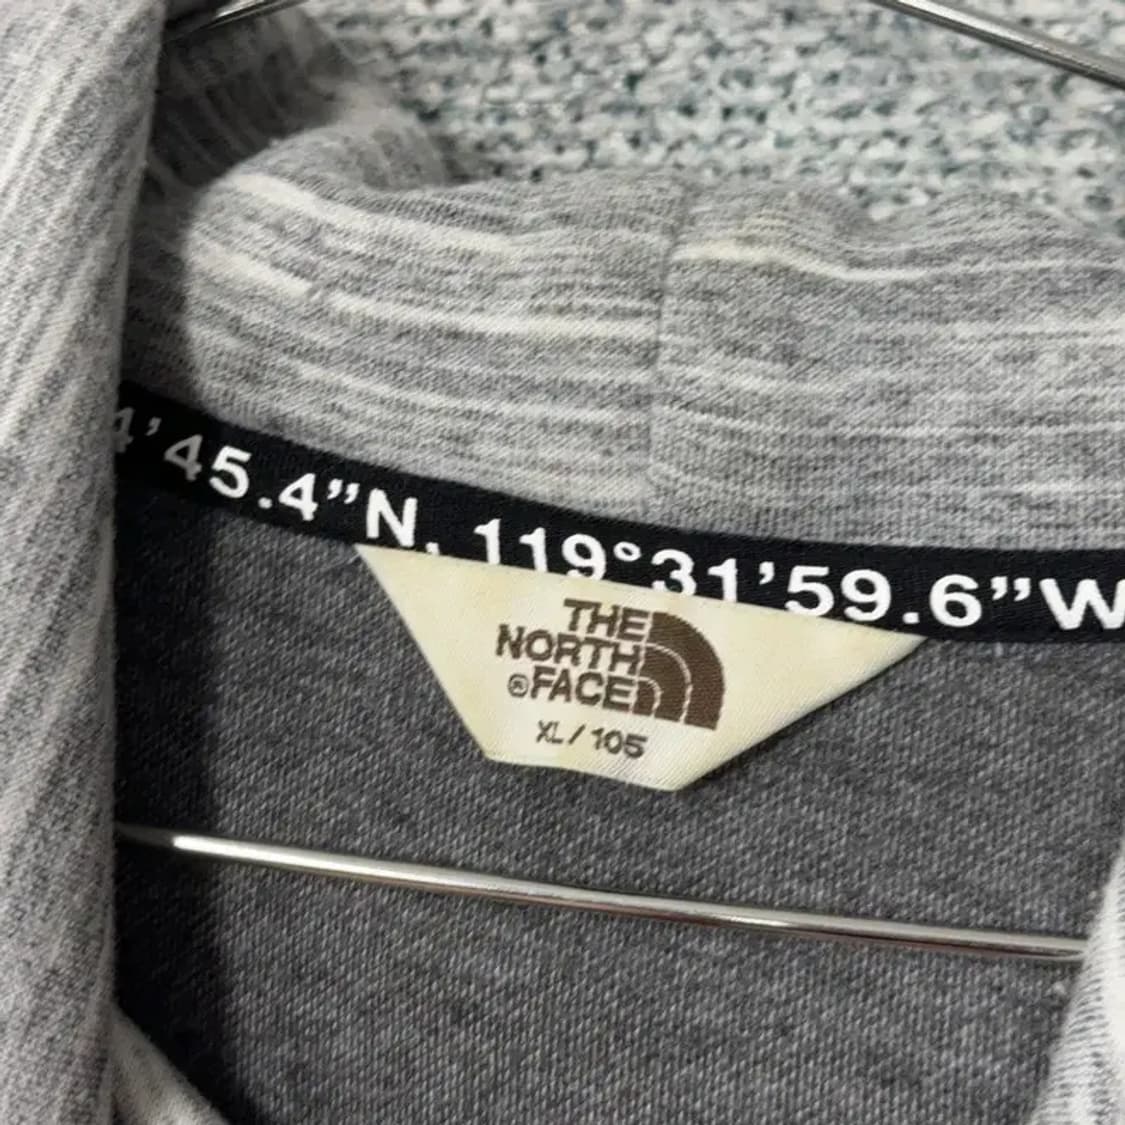 4’45.4”N, 119°31’59.6”W
THE
NORTH
®FACE
XL / 105